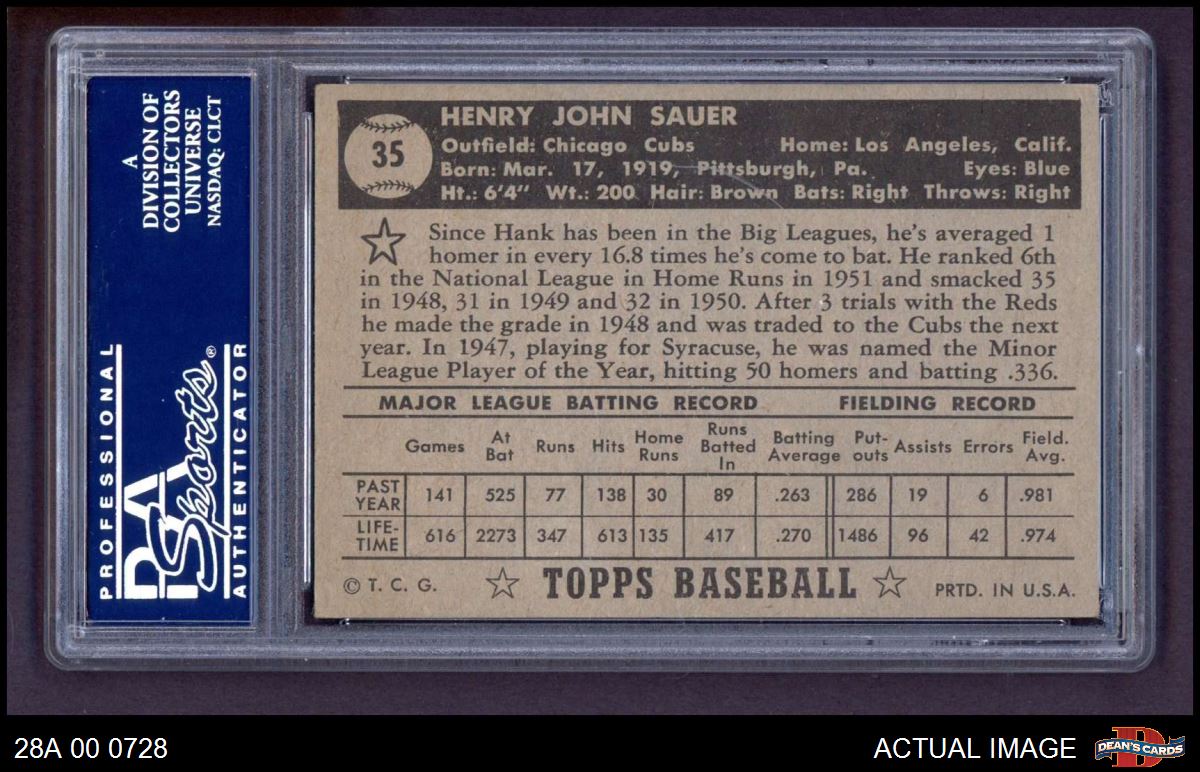 A
DIVISION OF
COLLECTORS
UNIVERSE
NASDAQ: CLCT
PROFESSIONAL
PSA
Sports®
AUTHENTICATOR
35
HENRY JOHN SAUER
Outfield: Chicago Cubs Home: Los Angeles, Calif.
Born: Mar. 17, 1919, Pittsburgh, Pa. Eyes: Blue
Ht.: 6'4" Wt.: 200 Hair: Brown Bats: Right Throws: Right
Since Hank has been in the Big Leagues, he's averaged 1
homer in every 16.8 times he's come to bat. He ranked 6th
in the National League in Home Runs in 1951 and smacked 35
in 1948, 31 in 1949 and 32 in 1950. After 3 trials with the Reds
he made the grade in 1948 and was traded to the Cubs the next
year. In 1947, playing for Syracuse, he was named the Minor
League Player of the Year, hitting 50 homers and batting .336.
MAJOR LEAGUE BATTING RECORD FIELDING RECORD
Games At Bat Runs Hits Home Runs Runs Batted In Batting Average Put-outs Assists Errors Field. Avg.
PAST YEAR 141 525 77 138 30 89 .263 286 19 6 .981
LIFE-TIME 616 2273 347 613 135 417 .270 1486 96 42 .974
© T. C. G. ☆ TOPPS BASEBALL ☆ PRTD. IN U.S.A.
28A 00 0728
ACTUAL IMAGE
DEAN'S CARDS